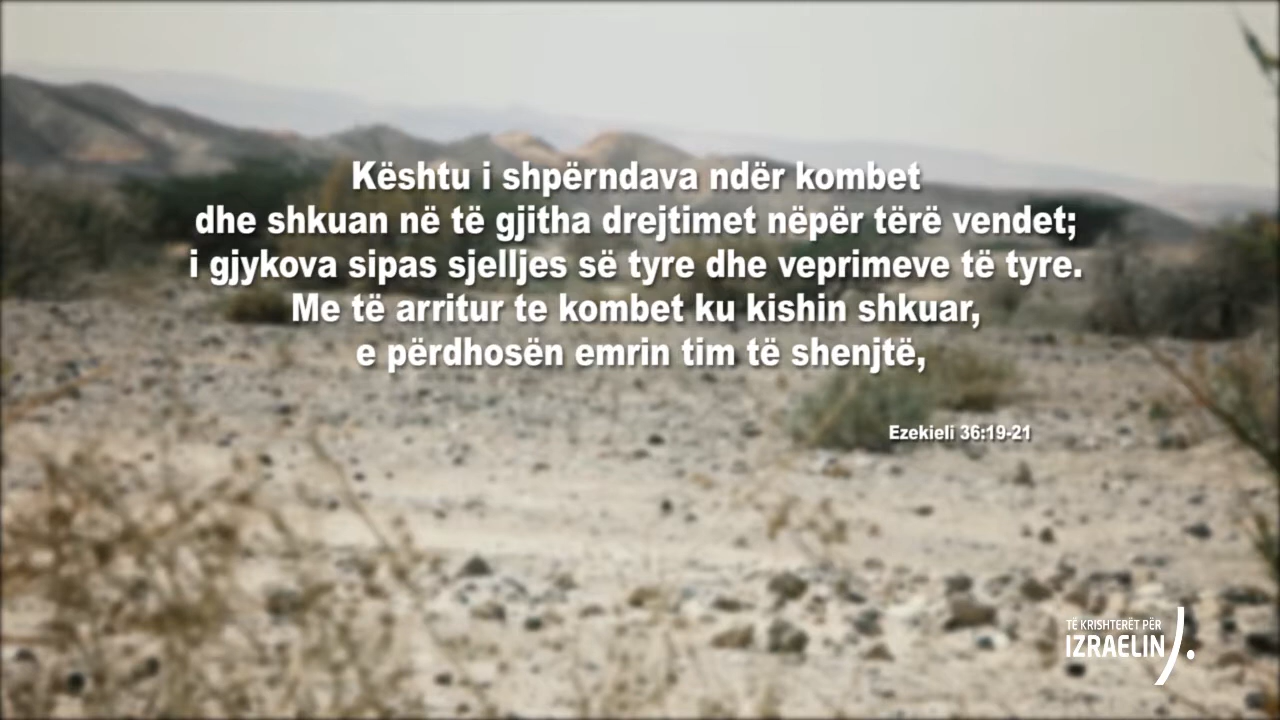 Kështu i shpërndava ndër kombet
dhe shkuan në të gjitha drejtimet nëpër tërë vendet;
i gjykova sipas sjelljes së tyre dhe veprimeve të tyre.
Me të arritur te kombet ku kishin shkuar,
e përdhosën emrin tim të shenjtë,
Ezekieli 36:19-21
TË KRISHTERËT PËR
IZRAELIN